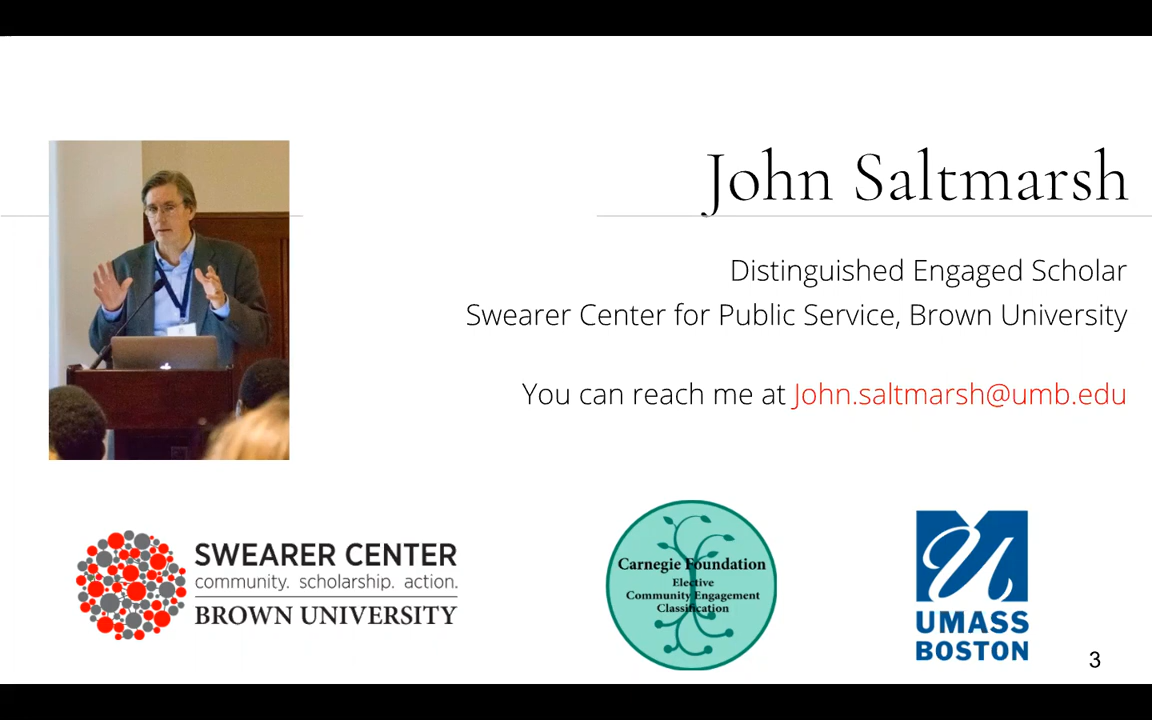 John Saltmarsh
Distinguished Engaged Scholar
Swearer Center for Public Service, Brown University
You can reach me at John.saltmarsh@umb.edu
SWEARER CENTER
community. scholarship. action.
BROWN UNIVERSITY
Carnegie Foundation
Elective
Community Engagement
Classification
U
UMASS
BOSTON
3